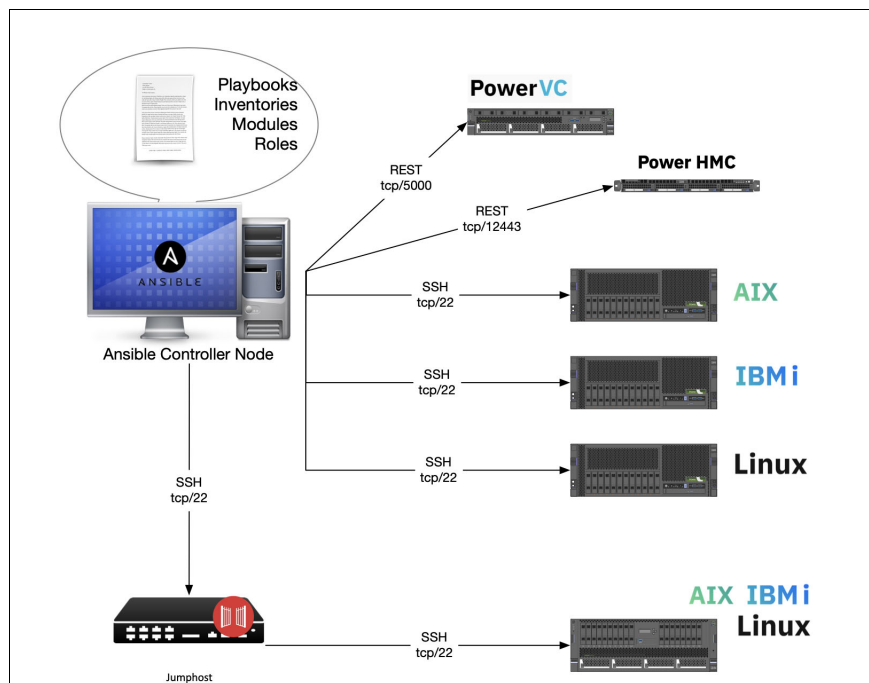 Playbooks
Inventories
Modules
Roles
PowerVC
Power HMC
REST
tcp/5000
REST
tcp/12443
ANSIBLE
Ansible Controller Node
SSH
tcp/22
AIX
SSH
tcp/22
IBM i
SSH
tcp/22
Linux
SSH
tcp/22
AIX IBM i
Linux
SSH
tcp/22
Jumphost